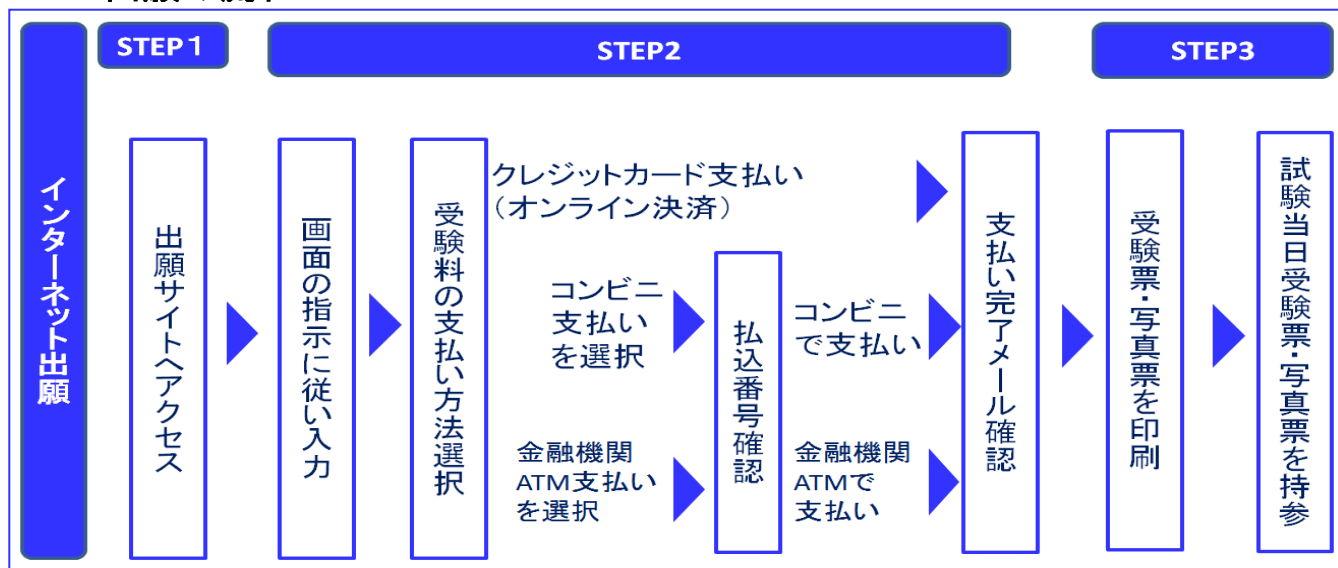 インターネット出願
STEP1
STEP2
STEP3
出願サイトへアクセス
画面の指示に従い入力
受験料の支払い方法選択
クレジットカード支払い
（オンライン決済）
コンビニ
支払い
を選択
金融機関
ATM支払い
を選択
払込番号確認
コンビニ
で支払い
金融機関
ATMで
支払い
支払い完了メール確認
受験票・写真票を印刷
試験当日受験票・写真票を持参